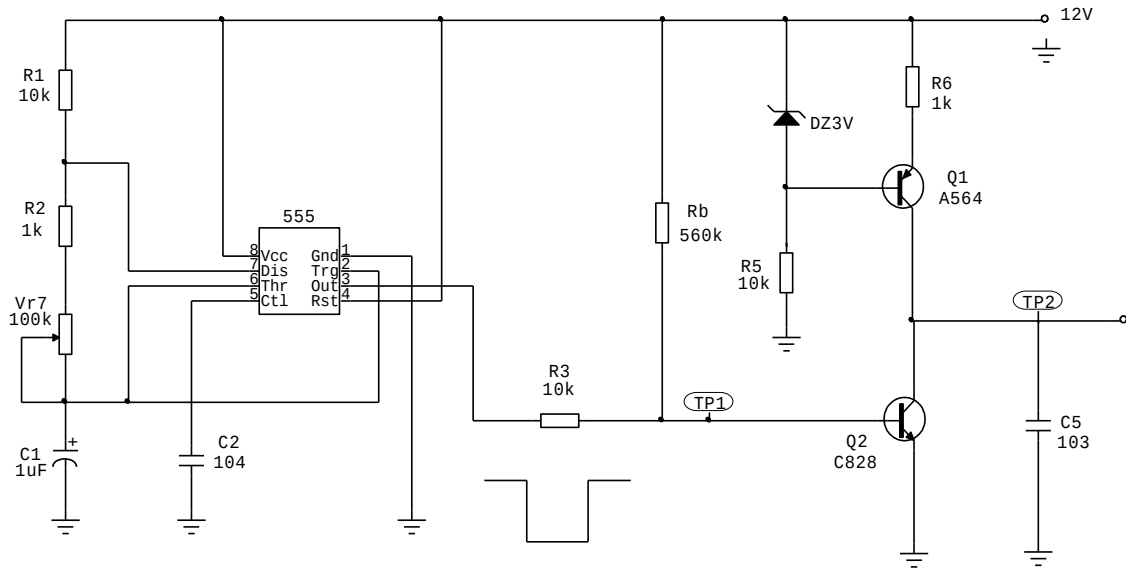 12V
R1
10k
R6
1k
DZ3V
Q1
A564
R2
1k
555
Rb
560k
8 Vcc Gnd 1
7 Dis Trg 2
6 Thr Out 3
5 Ctl Rst 4
R5
10k
Vr7
100k
TP2
R3
10k
TP1
+
C1
1uF
C2
104
Q2
C828
C5
103